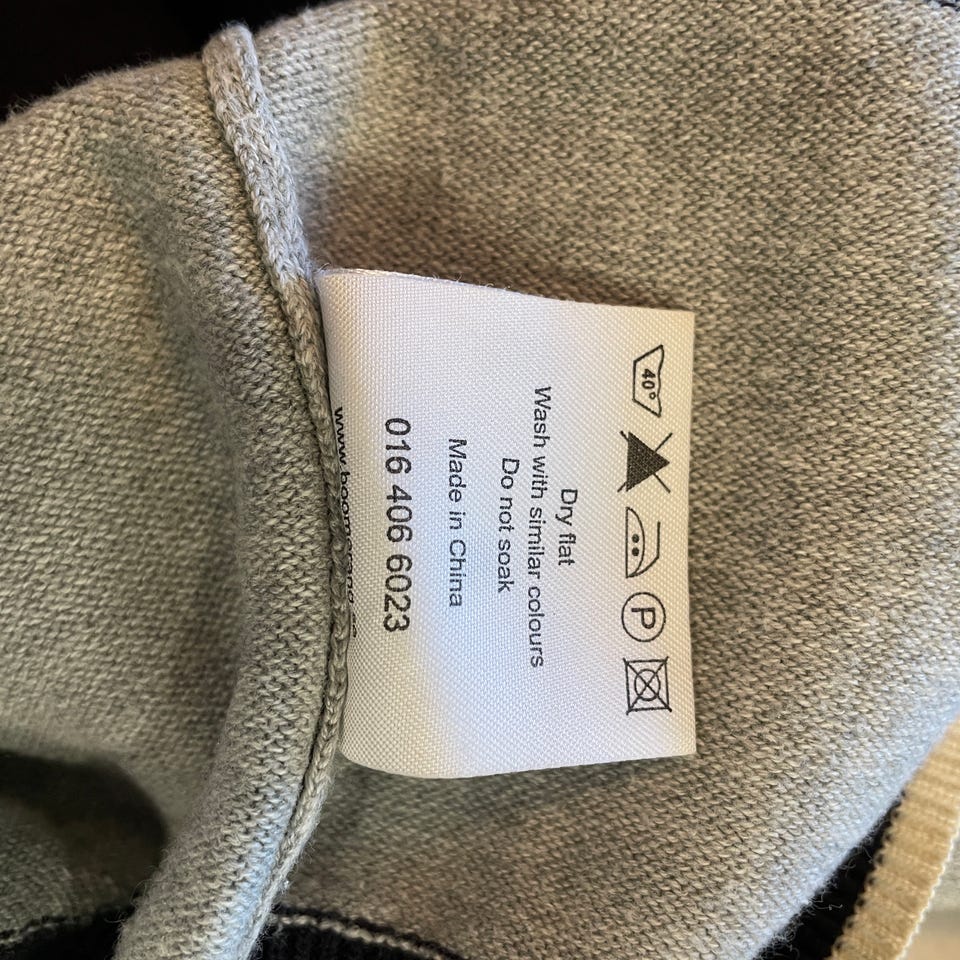 40°
P
Dry flat
Wash with similar colours
Do not soak
Made in China
016 406 6023